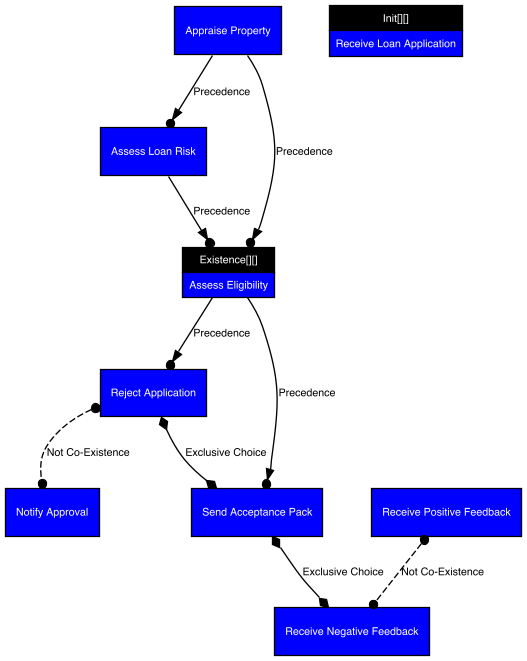 Appraise Property
Init[][]
Receive Loan Application
Precedence
Assess Loan Risk
Precedence
Precedence
Existence[][]
Assess Eligibility
Precedence
Reject Application
Precedence
Not Co-Existence
Exclusive Choice
Notify Approval
Send Acceptance Pack
Receive Positive Feedback
Exclusive Choice
Not Co-Existence
Receive Negative Feedback